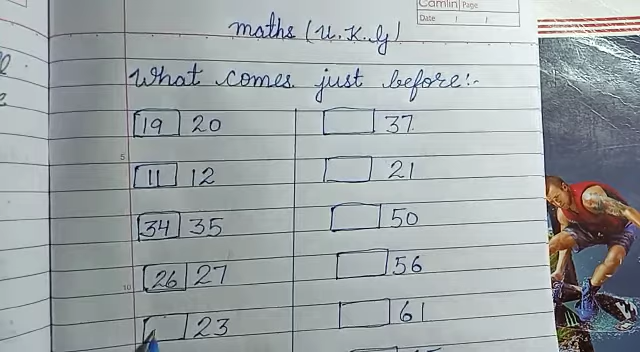 Camlin Page
Date / /
maths (U.K.G)
What comes just before:-
19 20 37
11 12 21
34 35 50
26 27 56
23 61